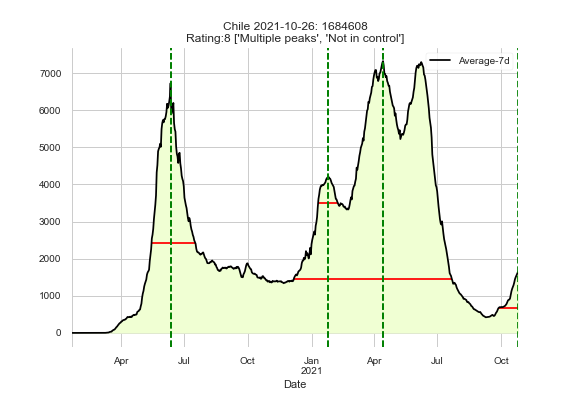 Chile 2021-10-26: 1684608
Rating:8 ['Multiple peaks', 'Not in control']
Average-7d
7000
6000
5000
4000
3000
2000
1000
0
Apr
Jul
Oct
Jan
2021
Apr
Jul
Oct
Date